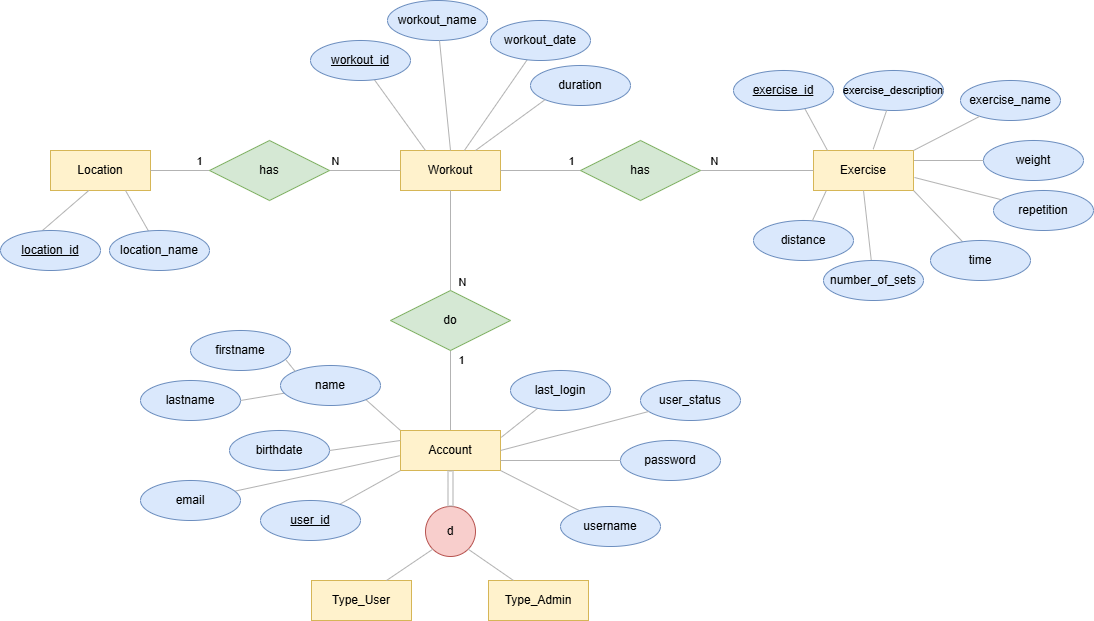 workout_name
workout_id
workout_date
duration
exercise_id
exercise_description
exercise_name
Location
1
has
N
Workout
1
has
N
Exercise
weight
repetition
location_id
location_name
distance
time
number_of_sets
N
do
1
firstname
name
lastname
last_login
user_status
birthdate
Account
password
email
user_id
username
d
Type_User
Type_Admin